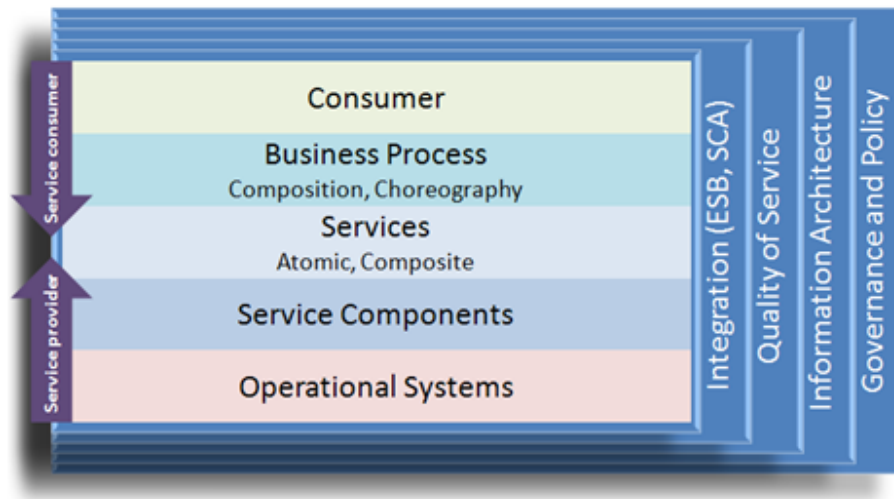 Service consumer
Service provider
Consumer
Business Process
Composition, Choreography
Services
Atomic, Composite
Service Components
Operational Systems
Integration (ESB, SCA)
Quality of Service
Information Architecture
Governance and Policy